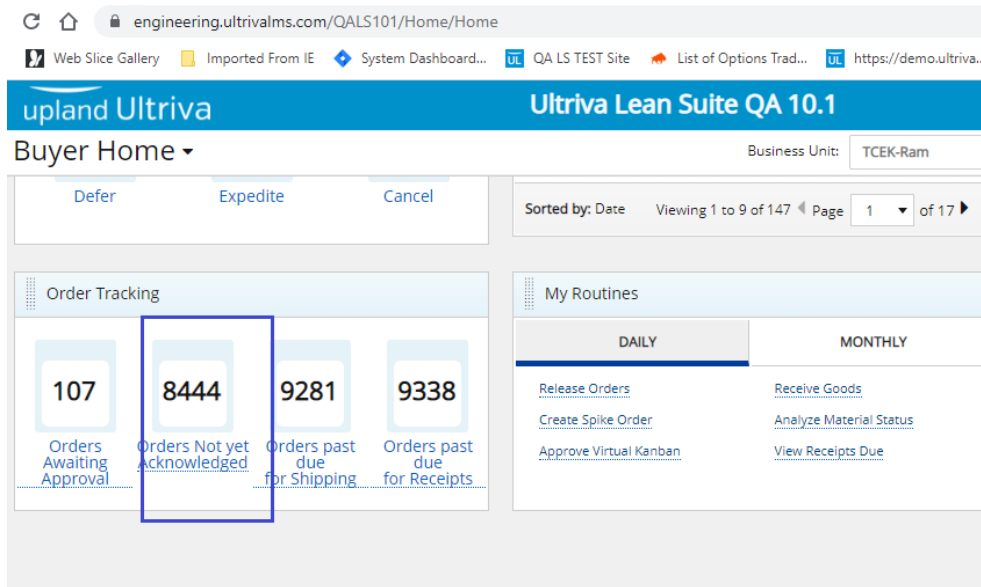 engineering.ultrivalms.com/QALS101/Home/Home
Web Slice Gallery Imported From IE System Dashboard... UL QA LS TEST Site List of Options Trad... UL https://demo.ultriva...
upland Ultriva Ultriva Lean Suite QA 10.1
Buyer Home Business Unit: TCEK-Ram
Defer Expedite Cancel
Sorted by: Date Viewing 1 to 9 of 147 Page 1 of 17
Order Tracking
107 8444 9281 9338
Orders Awaiting Approval
Orders Not yet Acknowledged
Orders past due for Shipping
Orders past due for Receipts
My Routines
DAILY MONTHLY
Release Orders Receive Goods
Create Spike Order Analyze Material Status
Approve Virtual Kanban View Receipts Due